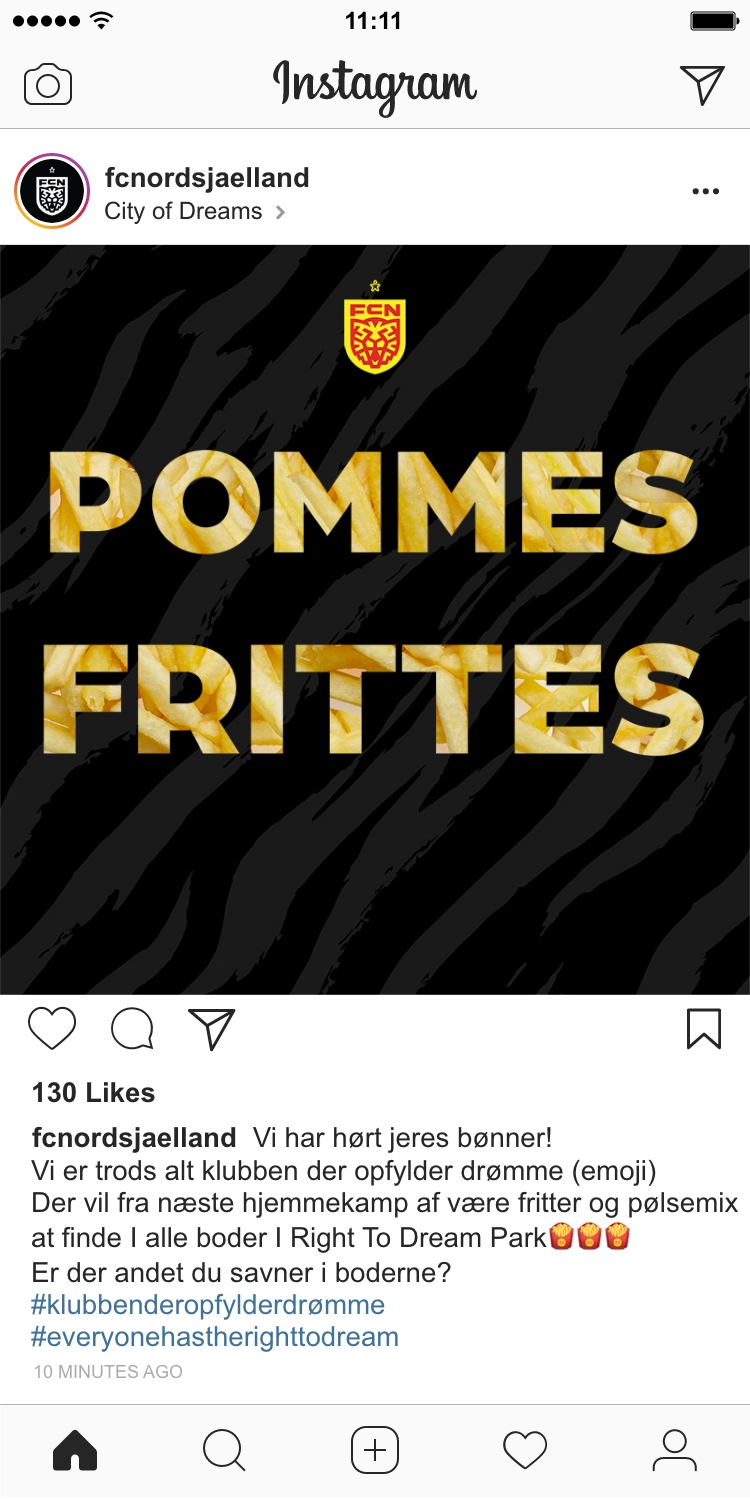 11:11
Instagram
FCN
fcnordsjaelland
City of Dreams
FCN
POMMES
FRITTES
130 Likes
fcnordsjaelland Vi har hørt jeres bønner!
Vi er trods alt klubben der opfylder drømme (emoji)
Der vil fra næste hjemmekamp af være fritter og pølsemix
at finde I alle boder I Right To Dream Park🍟🍟🍟
Er der andet du savner i boderne?
#klubbenderopfylderdrømme
#everyonehastherighttodream
10 MINUTES AGO